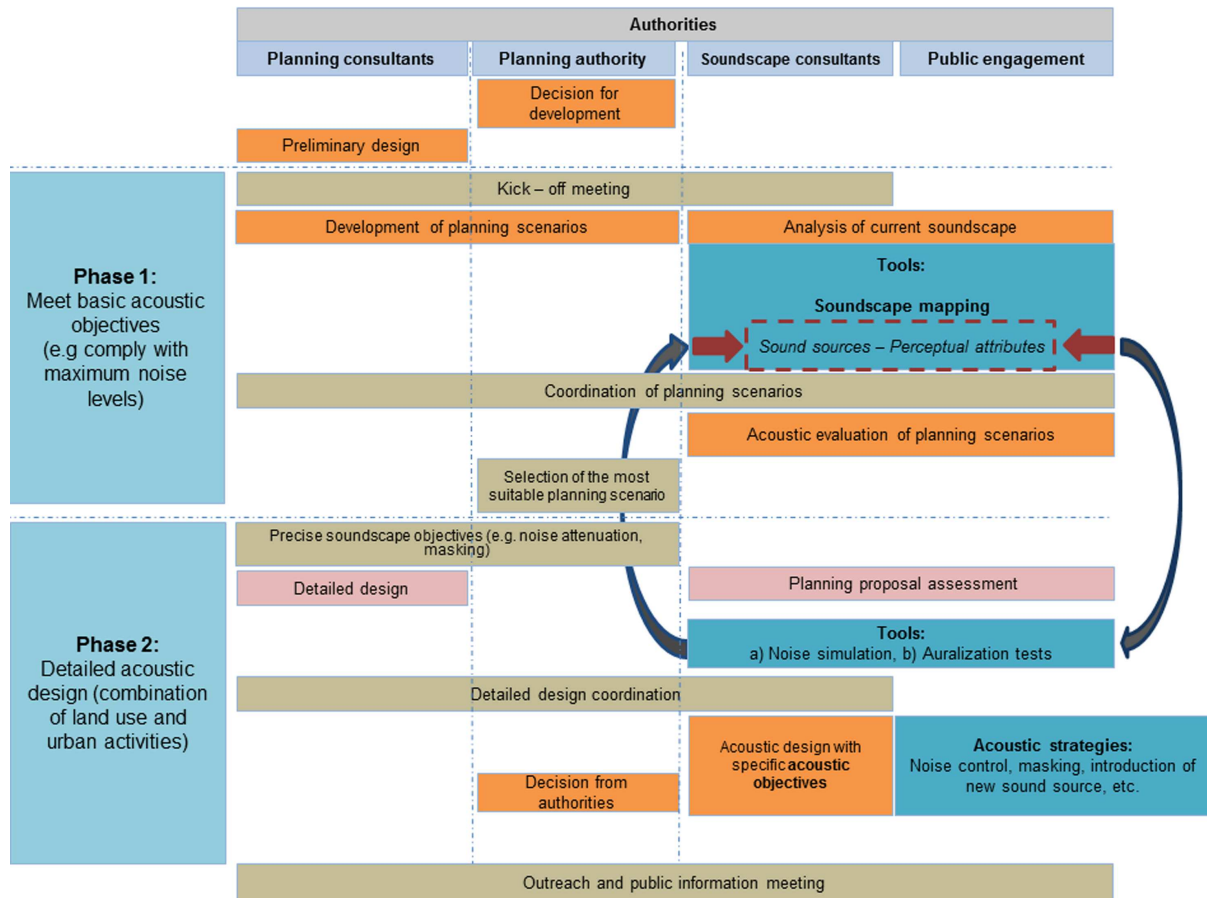 Authorities
Planning consultants
Planning authority
Soundscape consultants
Public engagement
Decision for
development
Preliminary design
Phase 1:
Meet basic acoustic
objectives
(e.g comply with
maximum noise
levels)
Kick – off meeting
Development of planning scenarios
Analysis of current soundscape
Tools:
Soundscape mapping
Sound sources – Perceptual attributes
Coordination of planning scenarios
Acoustic evaluation of planning scenarios
Selection of the most
suitable planning scenario
Phase 2:
Detailed acoustic
design (combination
of land use and
urban activities)
Precise soundscape objectives (e.g. noise attenuation,
masking)
Detailed design
Planning proposal assessment
Tools:
a) Noise simulation, b) Auralization tests
Detailed design coordination
Acoustic design with
specific acoustic
objectives
Acoustic strategies:
Noise control, masking, introduction of
new sound source, etc.
Decision from
authorities
Outreach and public information meeting